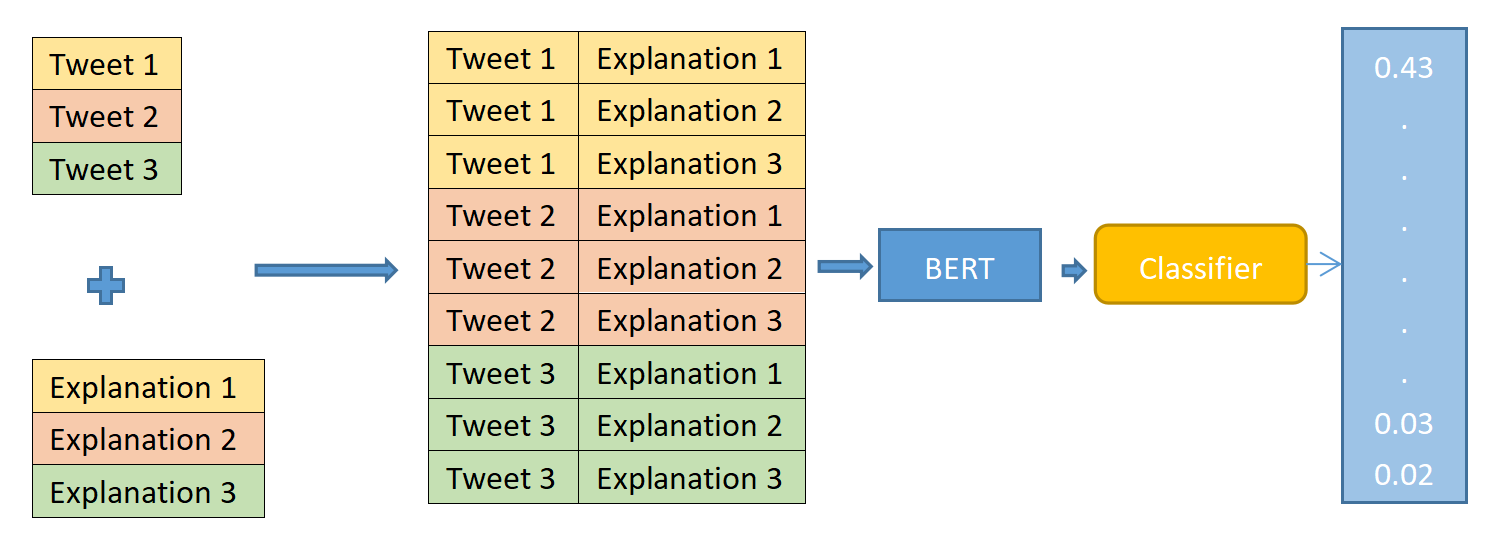 Tweet 1
Tweet 2
Tweet 3
Explanation 1
Explanation 2
Explanation 3
Tweet 1 Explanation 1
Tweet 1 Explanation 2
Tweet 1 Explanation 3
Tweet 2 Explanation 1
Tweet 2 Explanation 2
Tweet 2 Explanation 3
Tweet 3 Explanation 1
Tweet 3 Explanation 2
Tweet 3 Explanation 3
BERT
Classifier
0.43
.
.
.
.
.
.
0.03
0.02